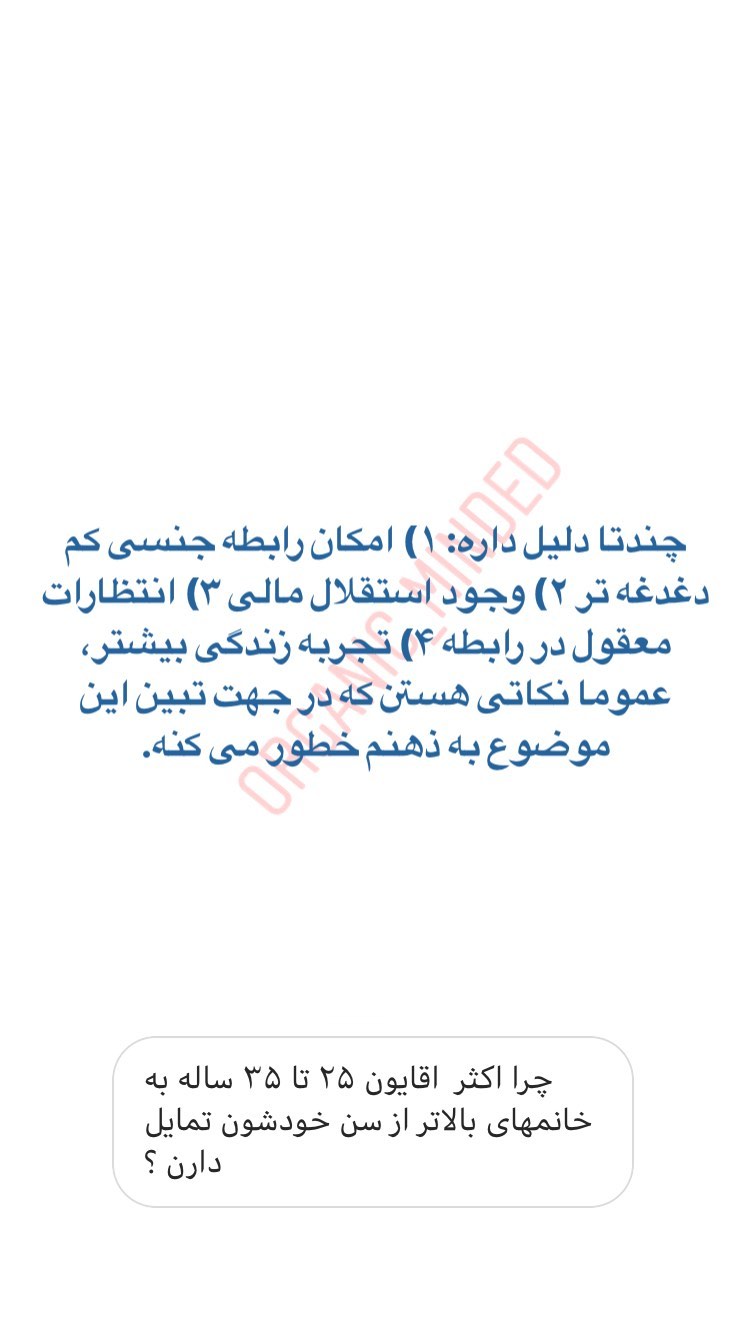 چندتا دلیل داره: ۱) امکان رابطه جنسی کم
دغدغه تر ۲) وجود استقلال مالی ۳) انتظارات
معقول در رابطه ۴) تجربه زندگی بیشتر،
عموما نکاتی هستن که در جهت تبین این
موضوع به ذهنم خطور می کنه.
ORGANIC_MINDED
چرا اکثر اقایون ۲۵ تا ۳۵ ساله به
خانمهای بالاتر از سن خودشون تمایل
دارن ؟